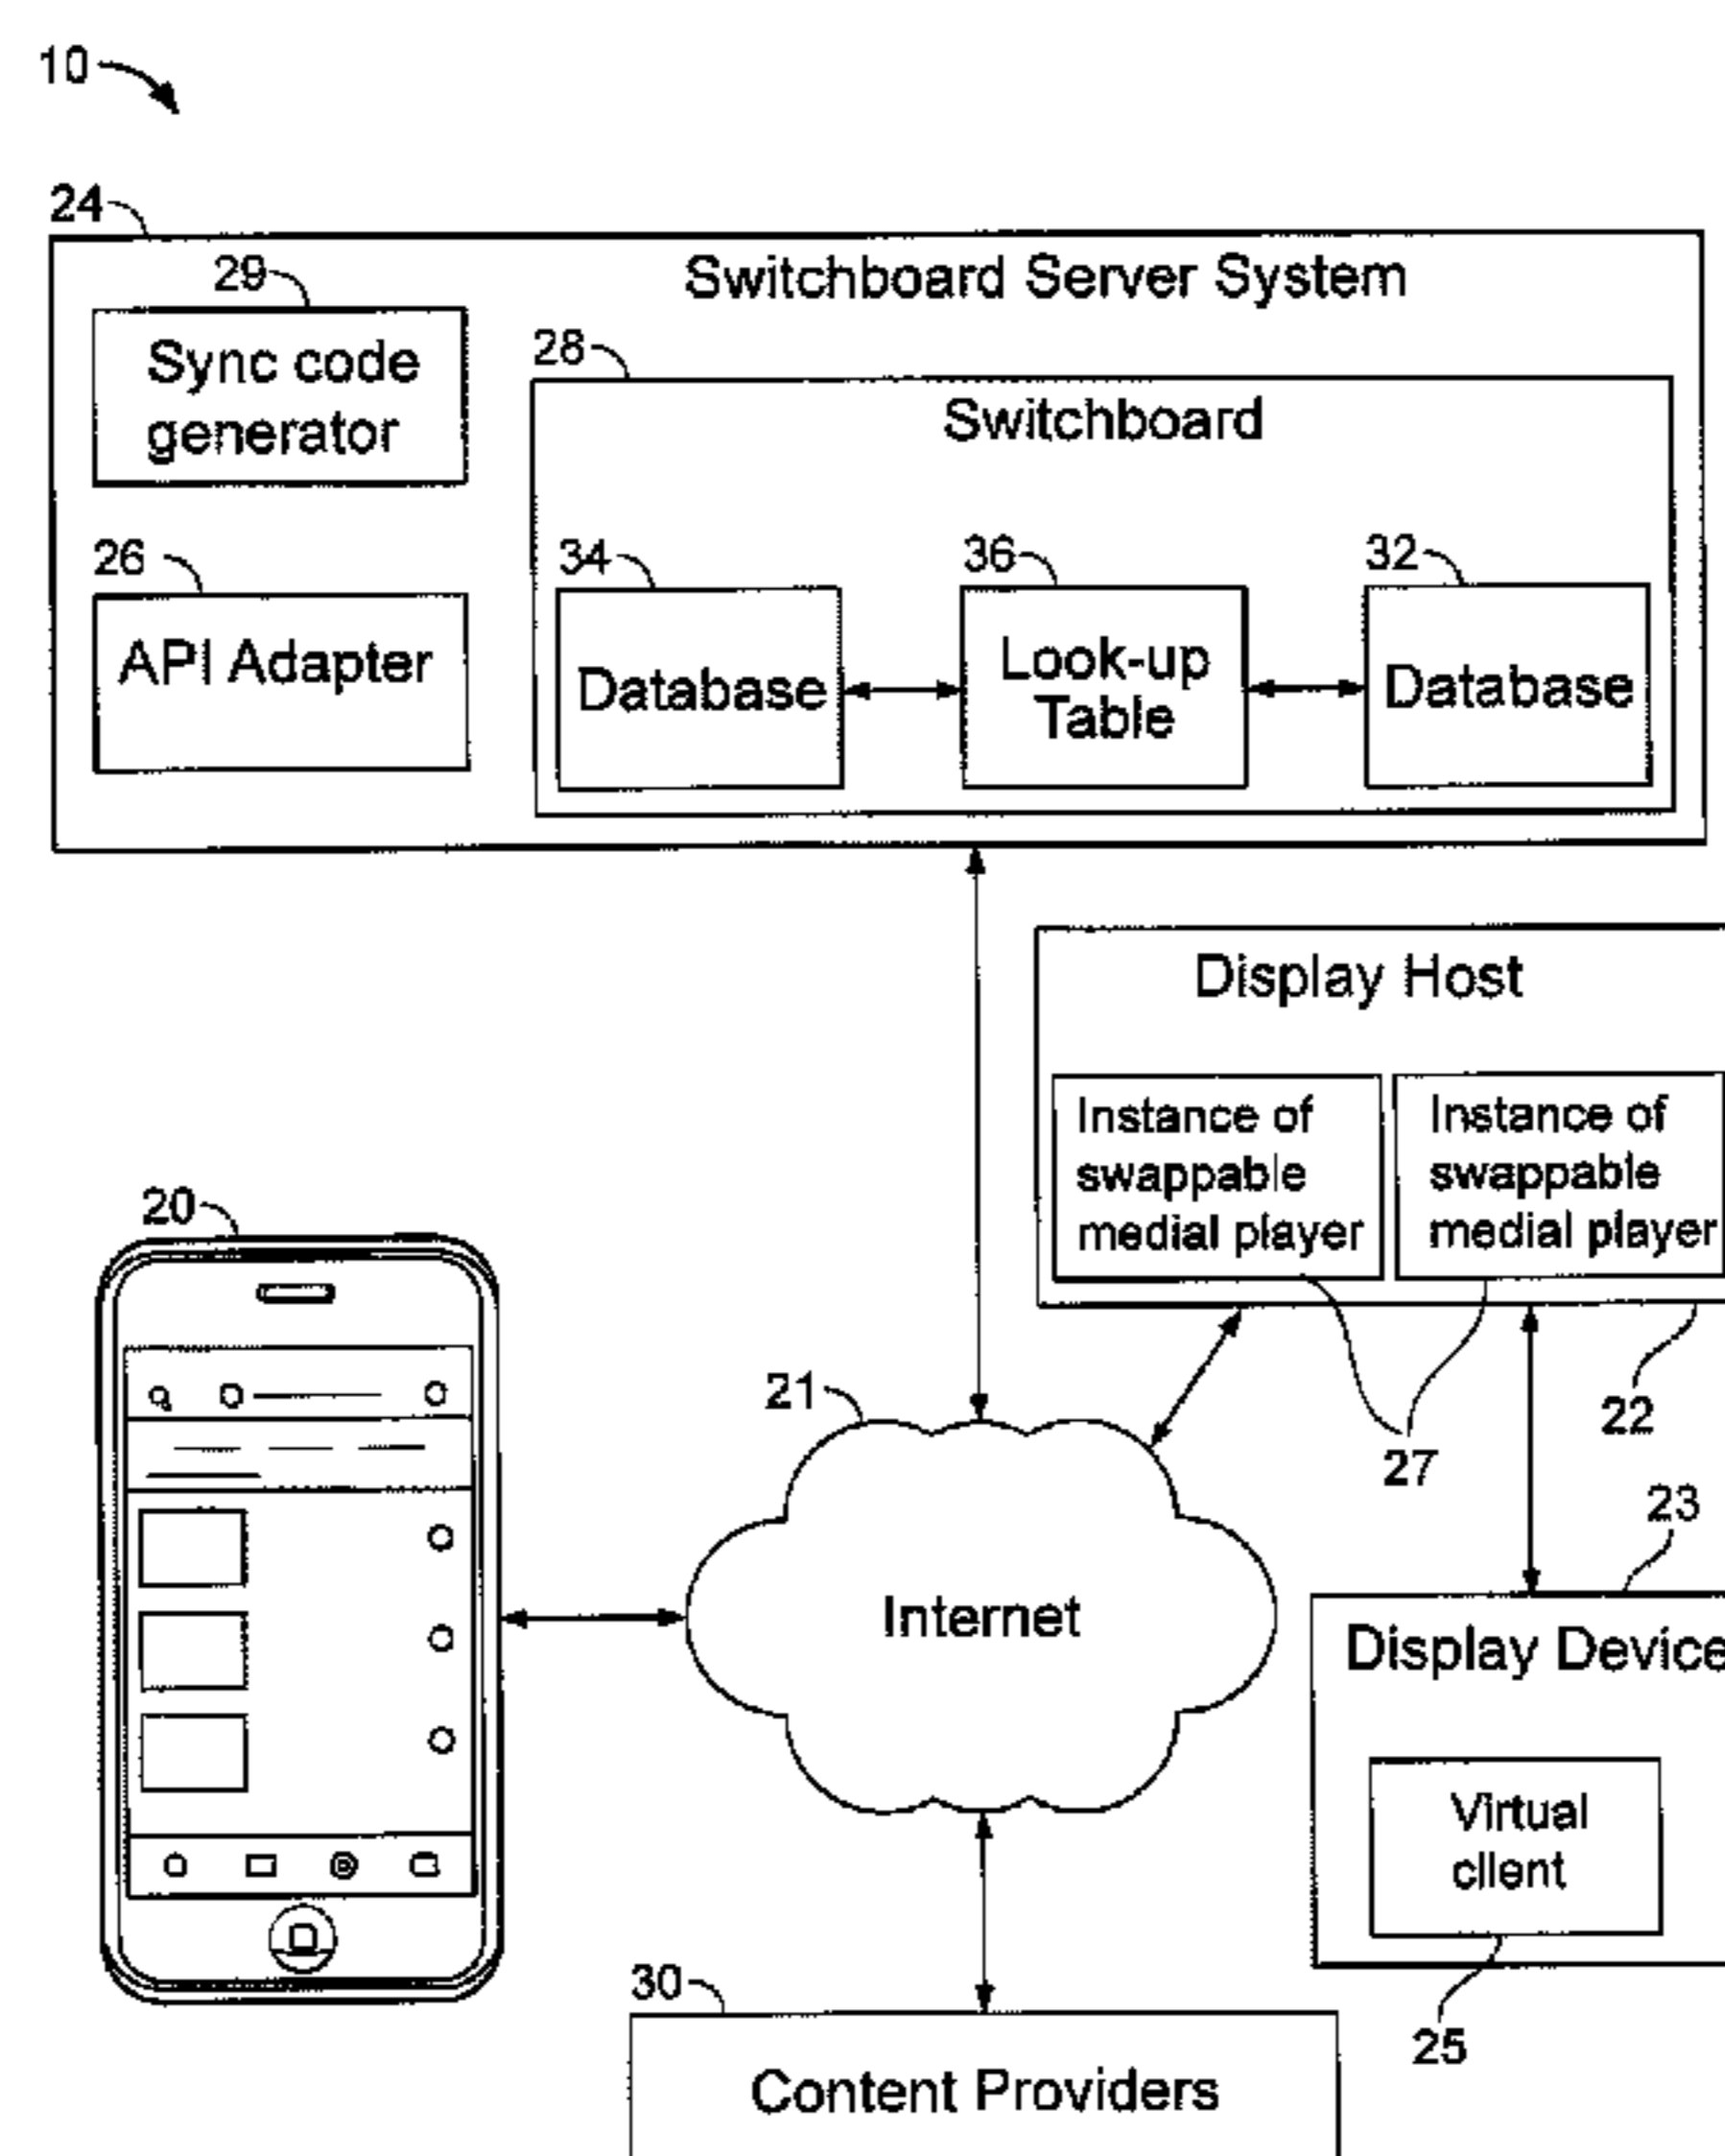 10
24
29
Switchboard Server System
Sync code
generator
28
Switchboard
26
API Adapter
34
Database
36
Look-up
Table
32
Database
Display Host
Instance of
swappable
medial player
Instance of
swappable
medial player
20
21
27
22
23
Internet
Display Device
Virtual
client
25
30
Content Providers